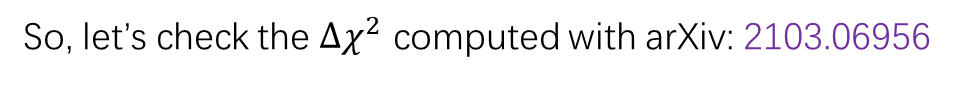 So, let’s check the Δχ² computed with arXiv: 2103.06956